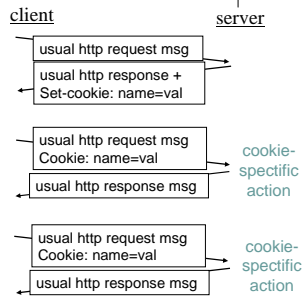 client
server
usual http request msg
usual http response +
Set-cookie: name=val
usual http request msg
Cookie: name=val
usual http response msg
cookie-
spectific
action
usual http request msg
Cookie: name=val
usual http response msg
cookie-
spectific
action